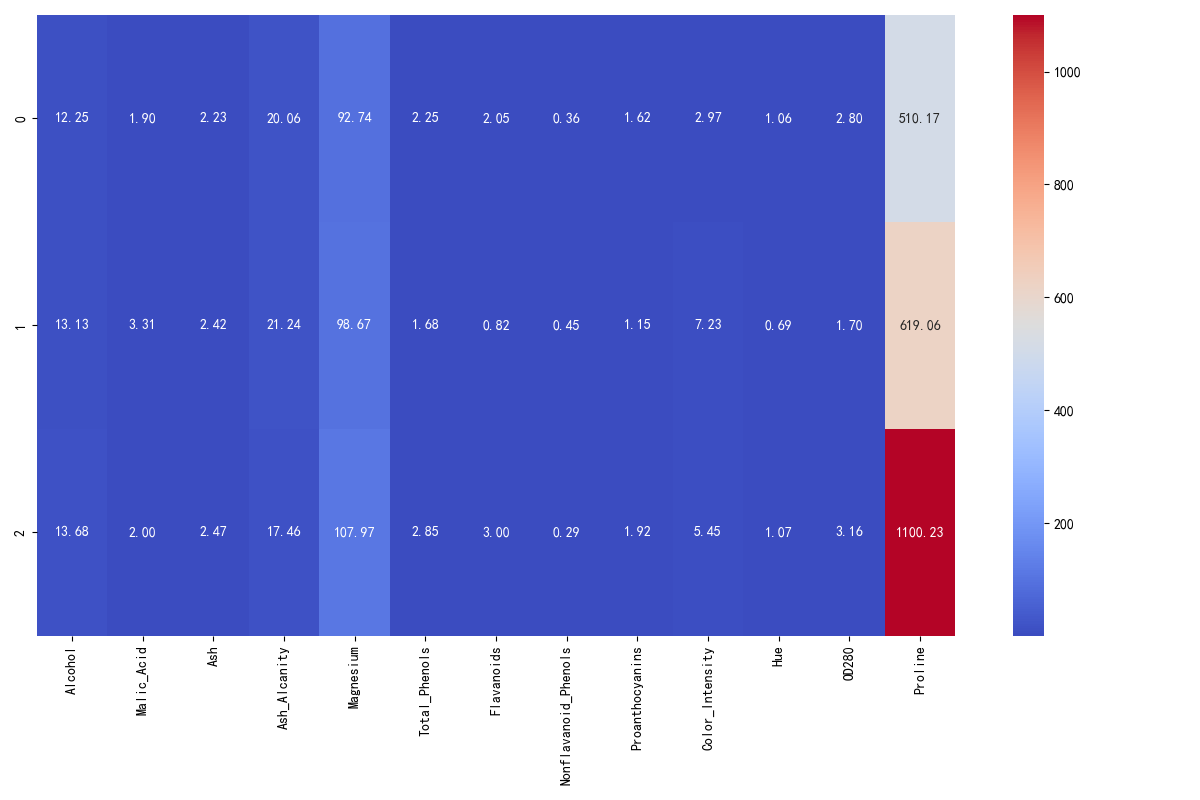 0 12.25 1.90 2.23 20.06 92.74 2.25 2.05 0.36 1.62 2.97 1.06 2.80 510.17
1 13.13 3.31 2.42 21.24 98.67 1.68 0.82 0.45 1.15 7.23 0.69 1.70 619.06
2 13.68 2.00 2.47 17.46 107.97 2.85 3.00 0.29 1.92 5.45 1.07 3.16 1100.23
Alcohol
Malic_Acid
Ash
Ash_Alcanity
Magnesium
Total_Phenols
Flavanoids
Nonflavanoid_Phenols
Proanthocyanins
Color_Intensity
Hue
OD280
Proline
1000
800
600
400
200